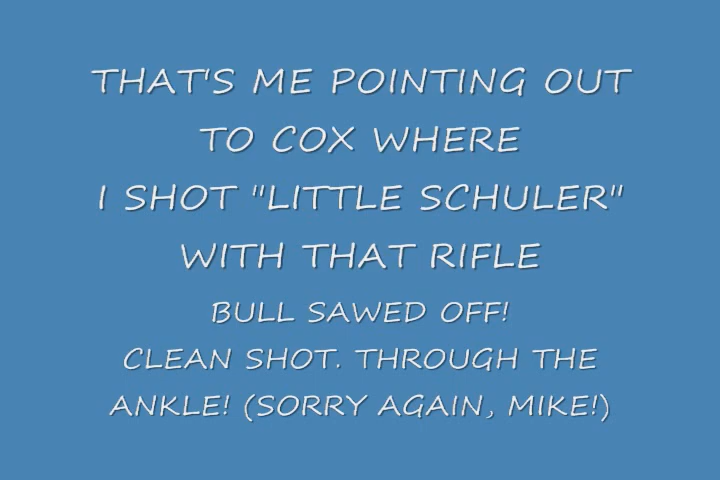 THAT'S ME POINTING OUT
TO COX WHERE
I SHOT "LITTLE SCHULER"
WITH THAT RIFLE
BULL SAWED OFF!
CLEAN SHOT. THROUGH THE
ANKLE! (SORRY AGAIN, MIKE!)